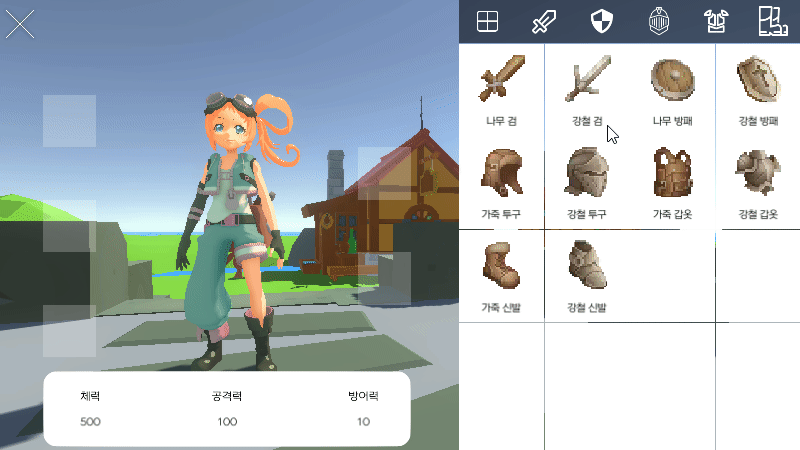 나무 검
강철 검
나무 방패
강철 방패
가죽 투구
강철 투구
가죽 갑옷
강철 갑옷
가죽 신발
강철 신발
체력
공격력
방어력
500
100
10